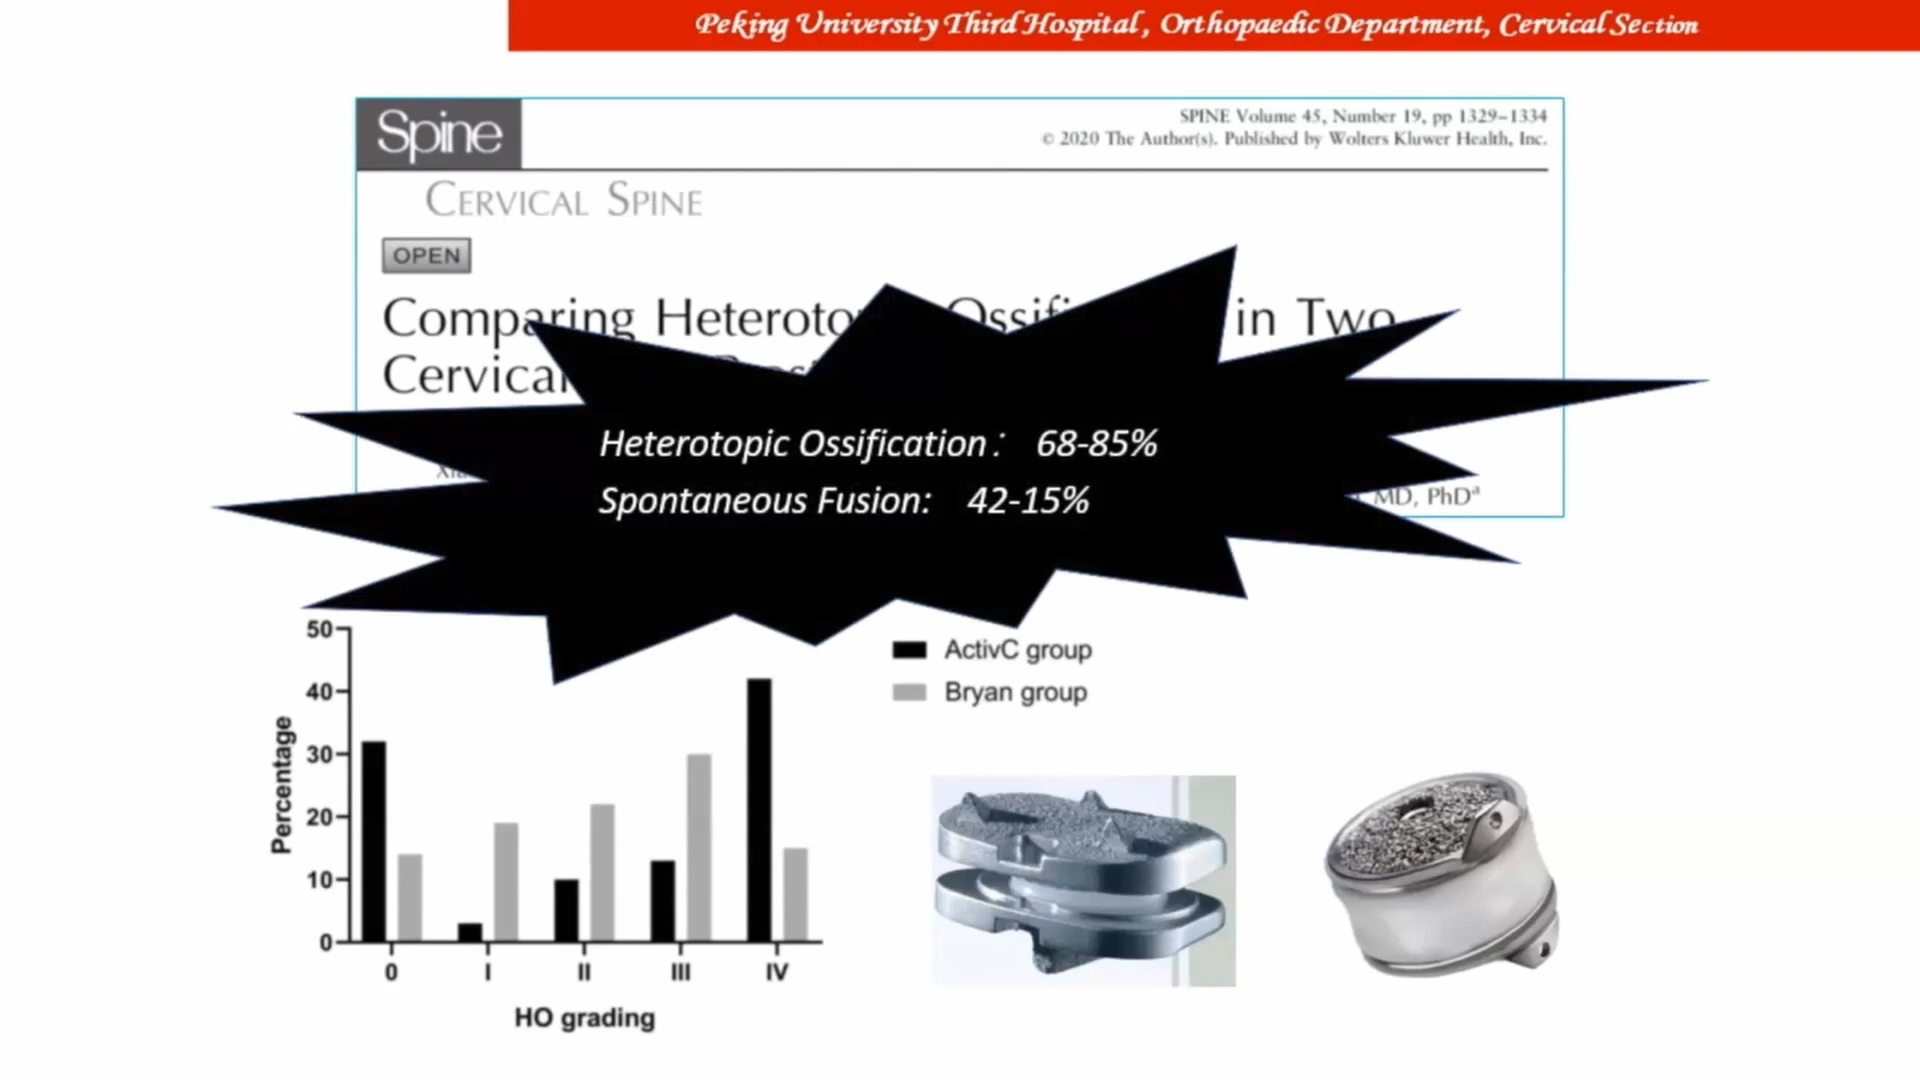 Peking University Third Hospital, Orthopaedic Department, Cervical Section
Spine
SPINE Volume 45, Number 19, pp 1329–1334
© 2020 The Author(s). Published by Wolters Kluwer Health, Inc.
CERVICAL SPINE
OPEN
Comparing in Two
Cervical
Heterotopic Ossification： 68-85%
Spontaneous Fusion: 42-15%
MD, PhDᵃ
ActivC group
Bryan group
Percentage
50
40
30
20
10
0
0 I II III IV
HO grading